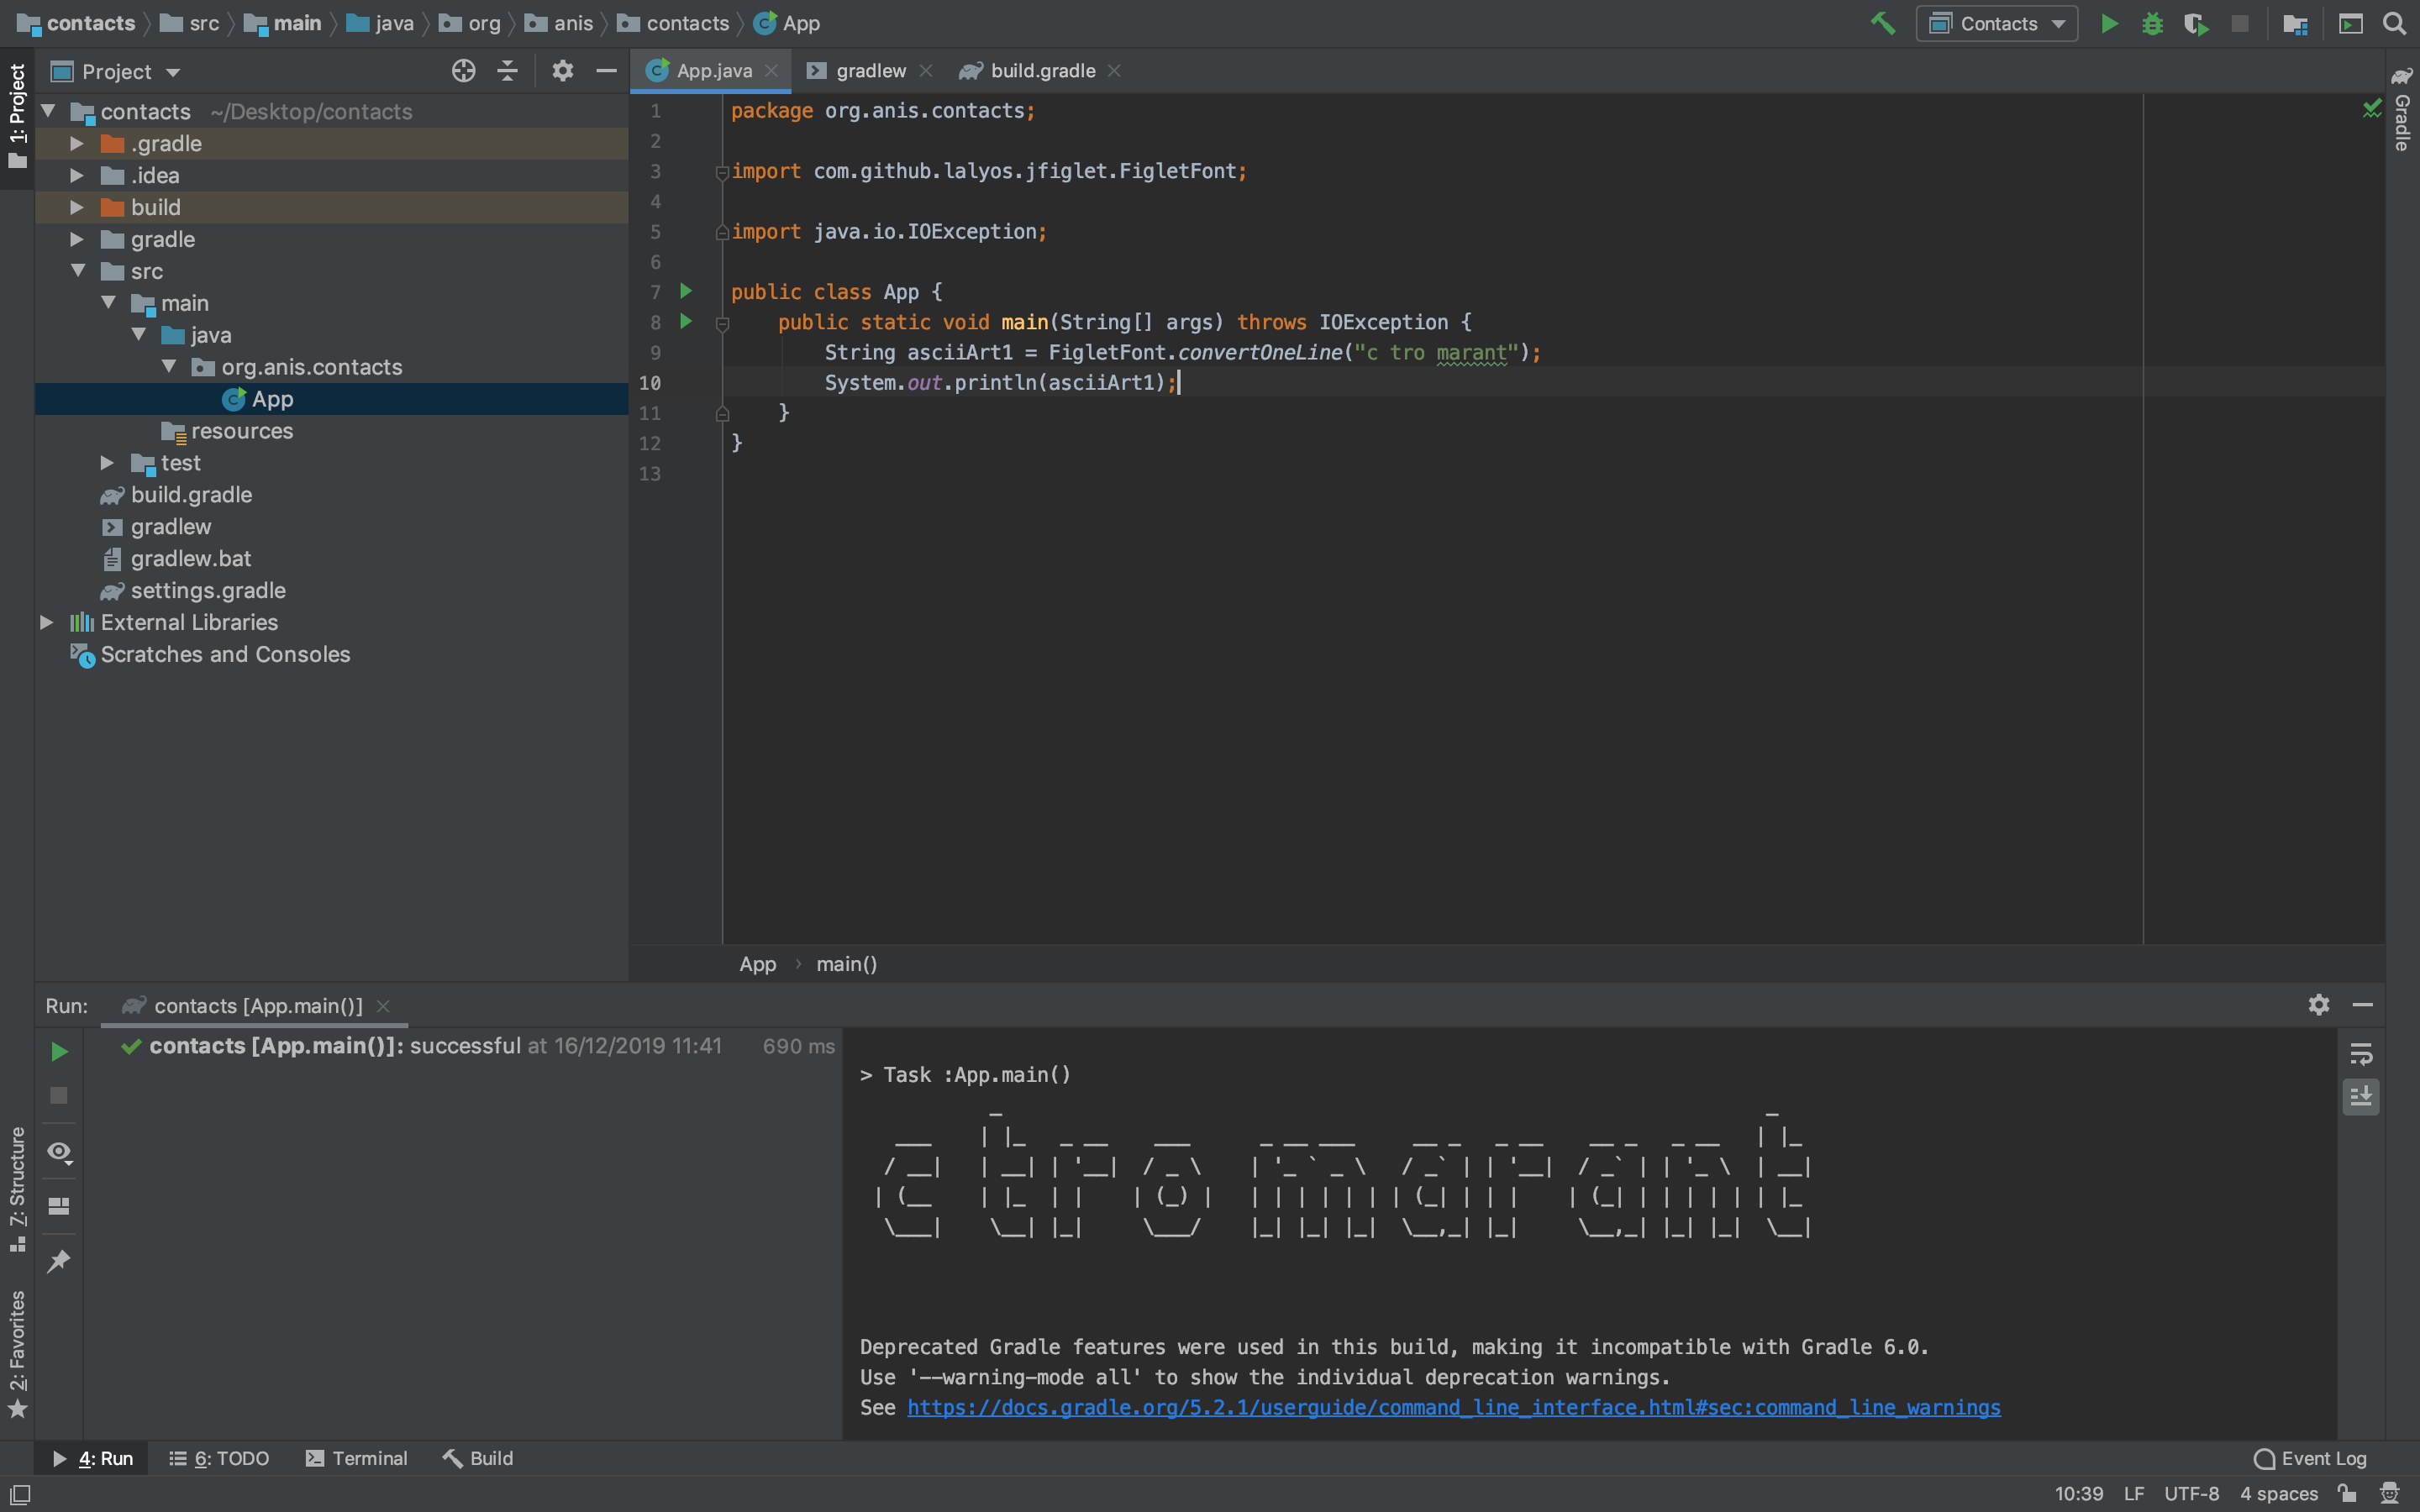 contacts src main java org anis contacts App Contacts
1: Project
Project
App.java gradlew build.gradle
Gradle
contacts ~/Desktop/contacts
.gradle
.idea
build
gradle
src
main
java
org.anis.contacts
App
resources
test
build.gradle
gradlew
gradlew.bat
settings.gradle
External Libraries
Scratches and Consoles
1 package org.anis.contacts;
2
3 import com.github.lalyos.jfiglet.FigletFont;
4
5 import java.io.IOException;
6
7 public class App {
8 public static void main(String[] args) throws IOException {
9 String asciiArt1 = FigletFont.convertOneLine("c tro marant");
10 System.out.println(asciiArt1);
11 }
12 }
13
App main()
Run: contacts [App.main()]
contacts [App.main()]: successful at 16/12/2019 11:41 690 ms
> Task :App.main()
c tro marant
Deprecated Gradle features were used in this build, making it incompatible with Gradle 6.0.
Use '--warning-mode all' to show the individual deprecation warnings.
See https://docs.gradle.org/5.2.1/userguide/command_line_interface.html#sec:command_line_warnings
7: Structure
2: Favorites
4: Run 6: TODO Terminal Build Event Log
10:39 LF UTF-8 4 spaces